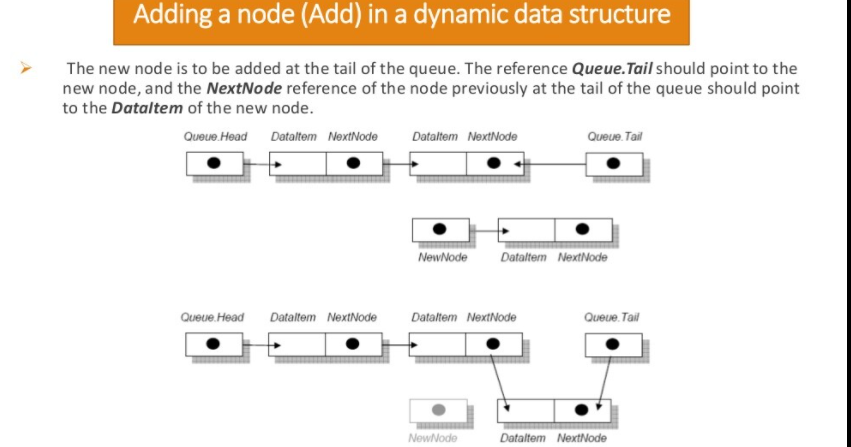 Adding a node (Add) in a dynamic data structure
The new node is to be added at the tail of the queue. The reference Queue.Tail should point to the
new node, and the NextNode reference of the node previously at the tail of the queue should point
to the DataItem of the new node.
Queue.Head DataItem NextNode DataItem NextNode Queue.Tail
NewNode DataItem NextNode
Queue.Head DataItem NextNode DataItem NextNode Queue.Tail
NewNode DataItem NextNode